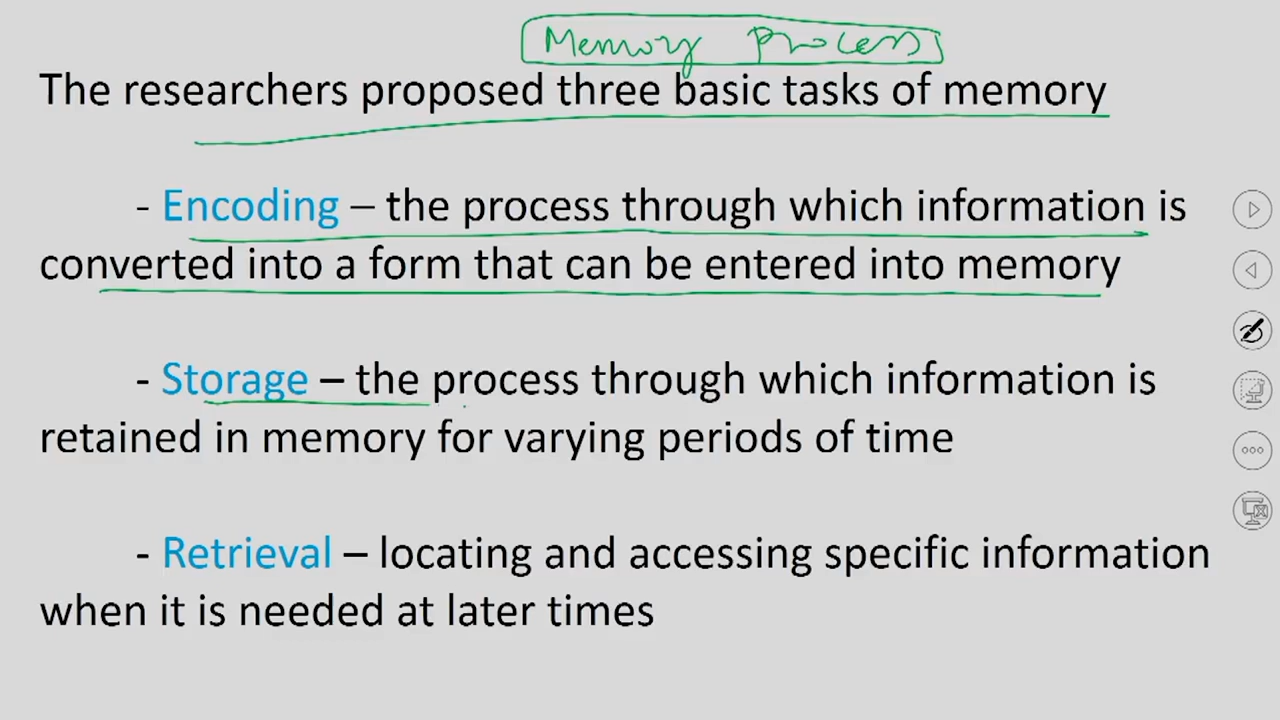 Memory Process
The researchers proposed three basic tasks of memory
- Encoding – the process through which information is
converted into a form that can be entered into memory
- Storage – the process through which information is
retained in memory for varying periods of time
- Retrieval – locating and accessing specific information
when it is needed at later times